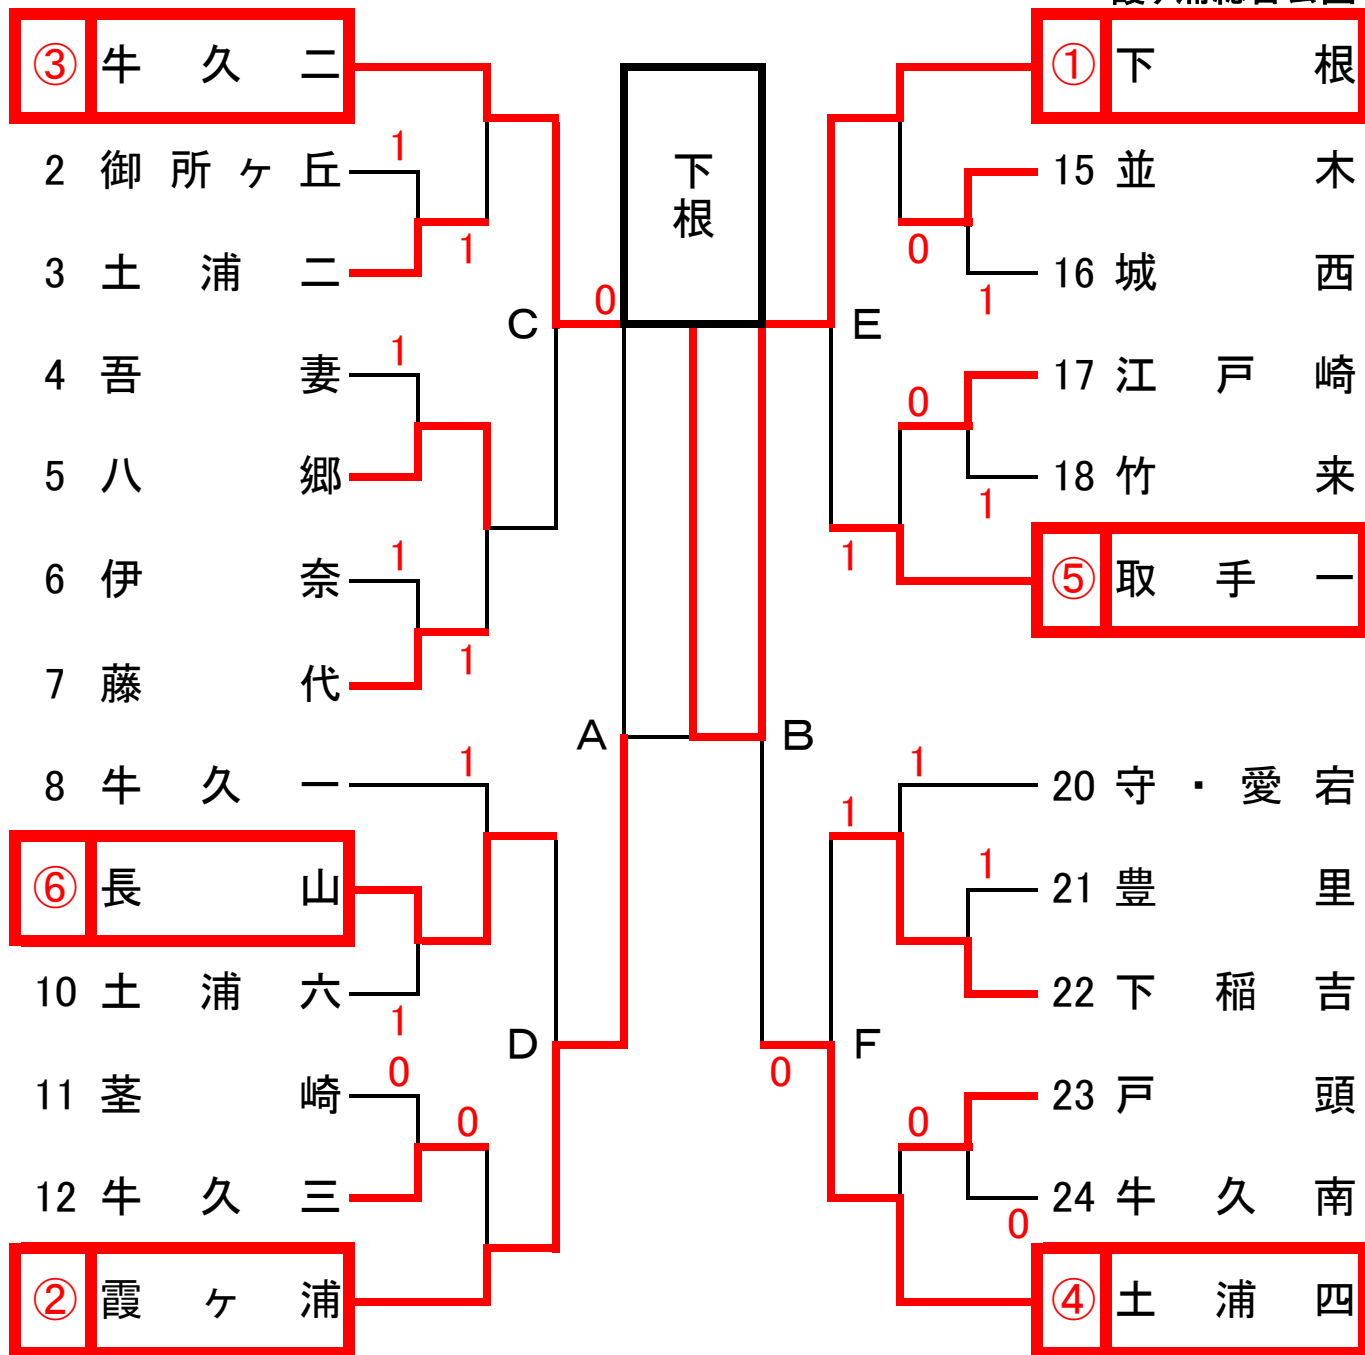 ③ 牛久二
1
2 御所ヶ丘
1
3 土浦二
0
C
1
4 吾妻
5 八郷
1
6 伊奈
1
7 藤代
A
1
8 牛久一
⑥ 長山
10 土浦六
1
D
0
11 茎崎
0
12 牛久三
② 霞ヶ浦
下根
① 下根
15 並木
0
16 城西
1
E
17 江戸崎
0
18 竹来
1
1
⑤ 取手一
B
1
20 守・愛宕
1
1
21 豊里
22 下稲吉
F
0
23 戸頭
0
24 牛久南
0
④ 土浦四